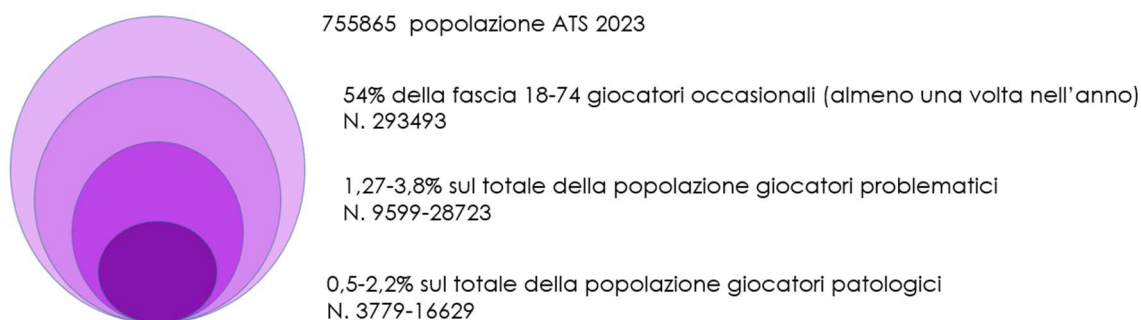 755865 popolazione ATS 2023
54% della fascia 18-74 giocatori occasionali (almeno una volta nell'anno)
N. 293493
1,27-3,8% sul totale della popolazione giocatori problematici
N. 9599-28723
0,5-2,2% sul totale della popolazione giocatori patologici
N. 3779-16629